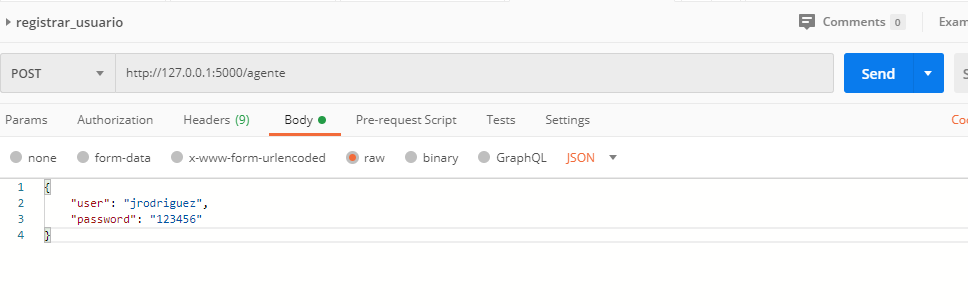 registrar_usuario Comments 0 Exam
POST http://127.0.0.1:5000/agente Send S
Params Authorization Headers (9) Body Pre-request Script Tests Settings Coo
none form-data x-www-form-urlencoded raw binary GraphQL JSON
1 {
2 "user": "jrodriguez",
3 "password": "123456"
4 }